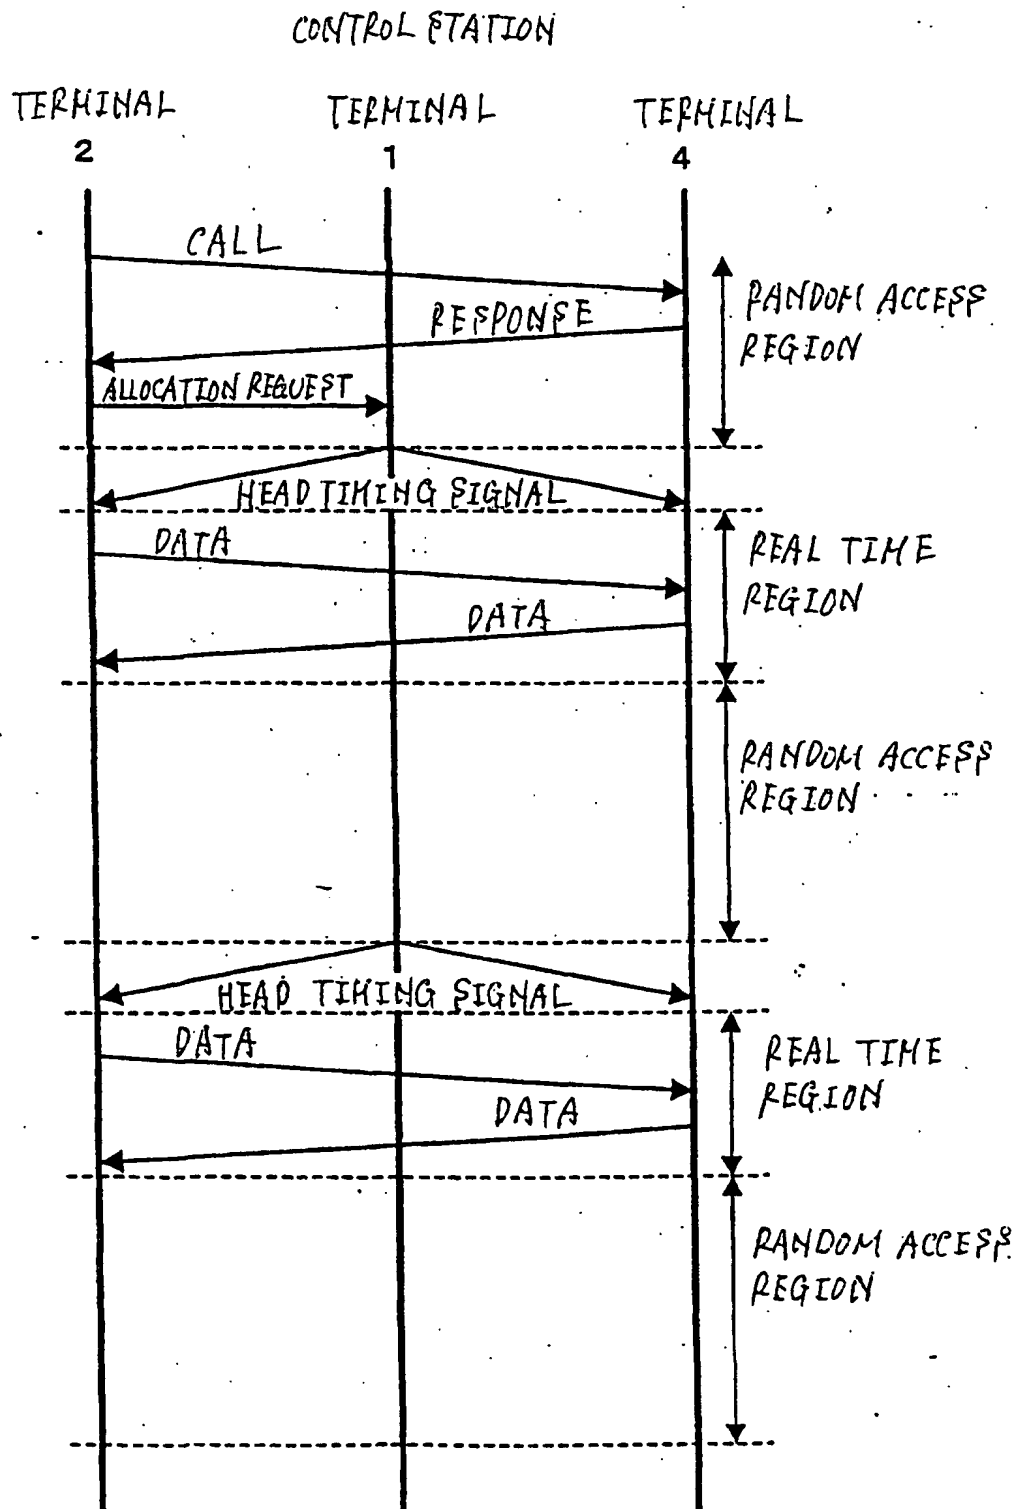 CONTROL STATION
TERMINAL TERMINAL TERMINAL
2 1 4
CALL
RANDOM ACCESS
REGION
RESPONSE
ALLOCATION REQUEST
HEAD TIMING SIGNAL
DATA
REAL TIME
REGION
DATA
RANDOM ACCESS
REGION
HEAD TIMING SIGNAL
DATA
REAL TIME
REGION
DATA
RANDOM ACCESS
REGION